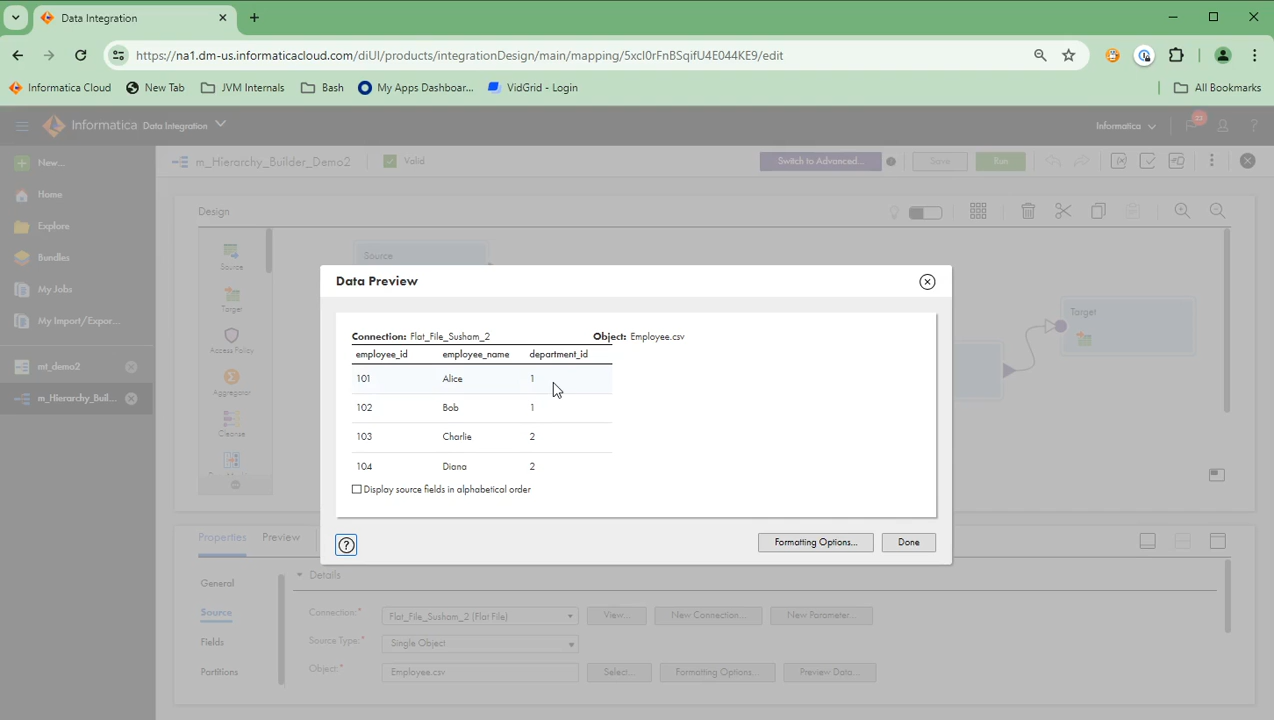 Data Integration
https://na1.dm-us.informaticacloud.com/diUI/products/integrationDesign/main/mapping/5xcI0rFnBSqifU4E044KE9/edit
Informatica Cloud
New Tab
JVM Internals
Bash
My Apps Dashboar...
VidGrid - Login
All Bookmarks
Informatica Data Integration
Informatica
22
New...
m_Hierarchy_Builder_Demo2
Valid
Switch to Advanced...
Save
Run
Home
Explore
Bundles
My Jobs
My Import/Expor...
mt_demo2
m_Hierarchy_Buil...
Design
Source
Target
Access Policy
Aggregator
Cleanse
Source
Target
Data Preview
Connection: Flat_File_Susham_2 Object: Employee.csv
employee_id employee_name department_id
101 Alice 1
102 Bob 1
103 Charlie 2
104 Diana 2
Display source fields in alphabetical order
Formatting Options...
Done
Properties
Preview
General
Source
Fields
Partitions
Details
Connection:* Flat_File_Susham_2 (Flat File) View... New Connection... New Parameter...
Source Type:* Single Object
Object:* Employee.csv Select... Formatting Options... Preview Data...